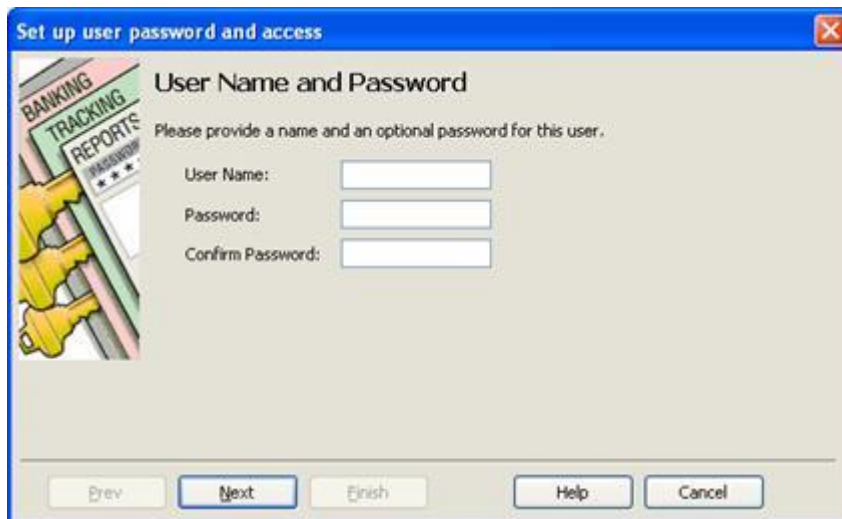 Set up user password and access
BANKING
TRACKING
REPORTS
PASSWORD
★★★★
User Name and Password
Please provide a name and an optional password for this user.
User Name:
Password:
Confirm Password:
Prev
Next
Finish
Help
Cancel